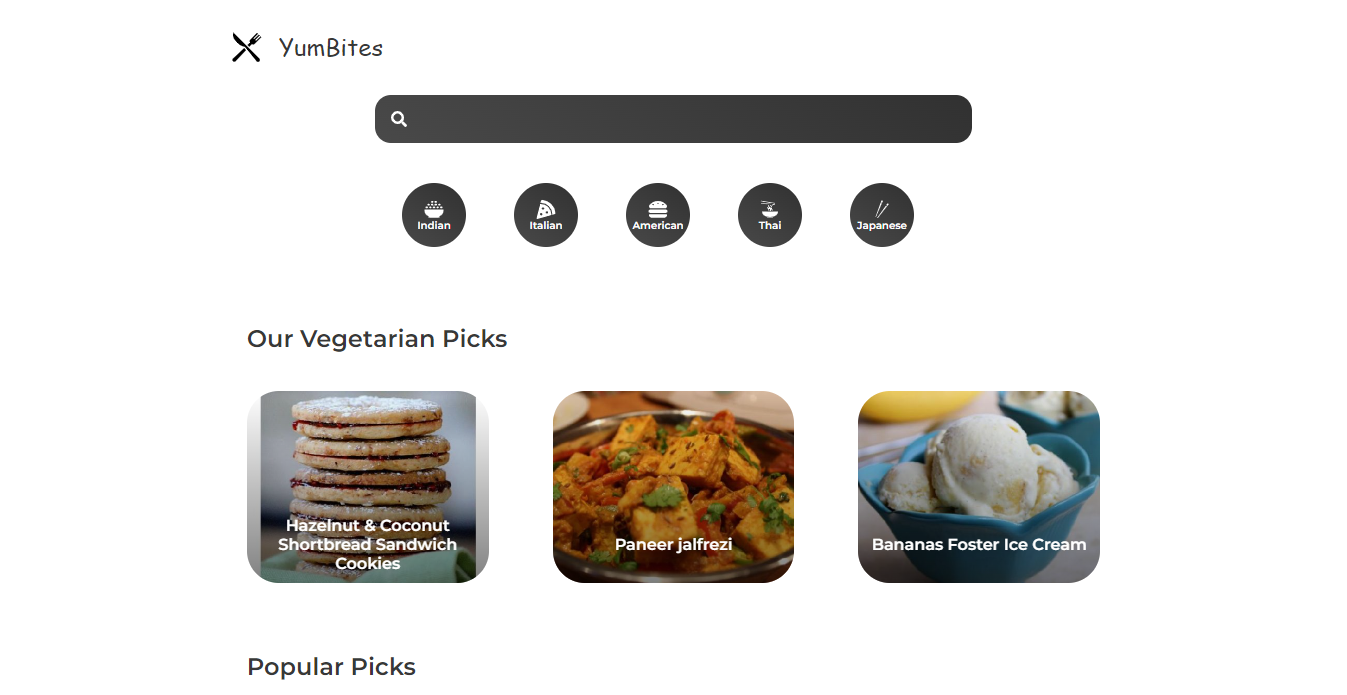 YumBites
Indian
Italian
American
Thai
Japanese
Our Vegetarian Picks
Hazelnut & Coconut
Shortbread Sandwich
Cookies
Paneer jalfrezi
Bananas Foster Ice Cream
Popular Picks